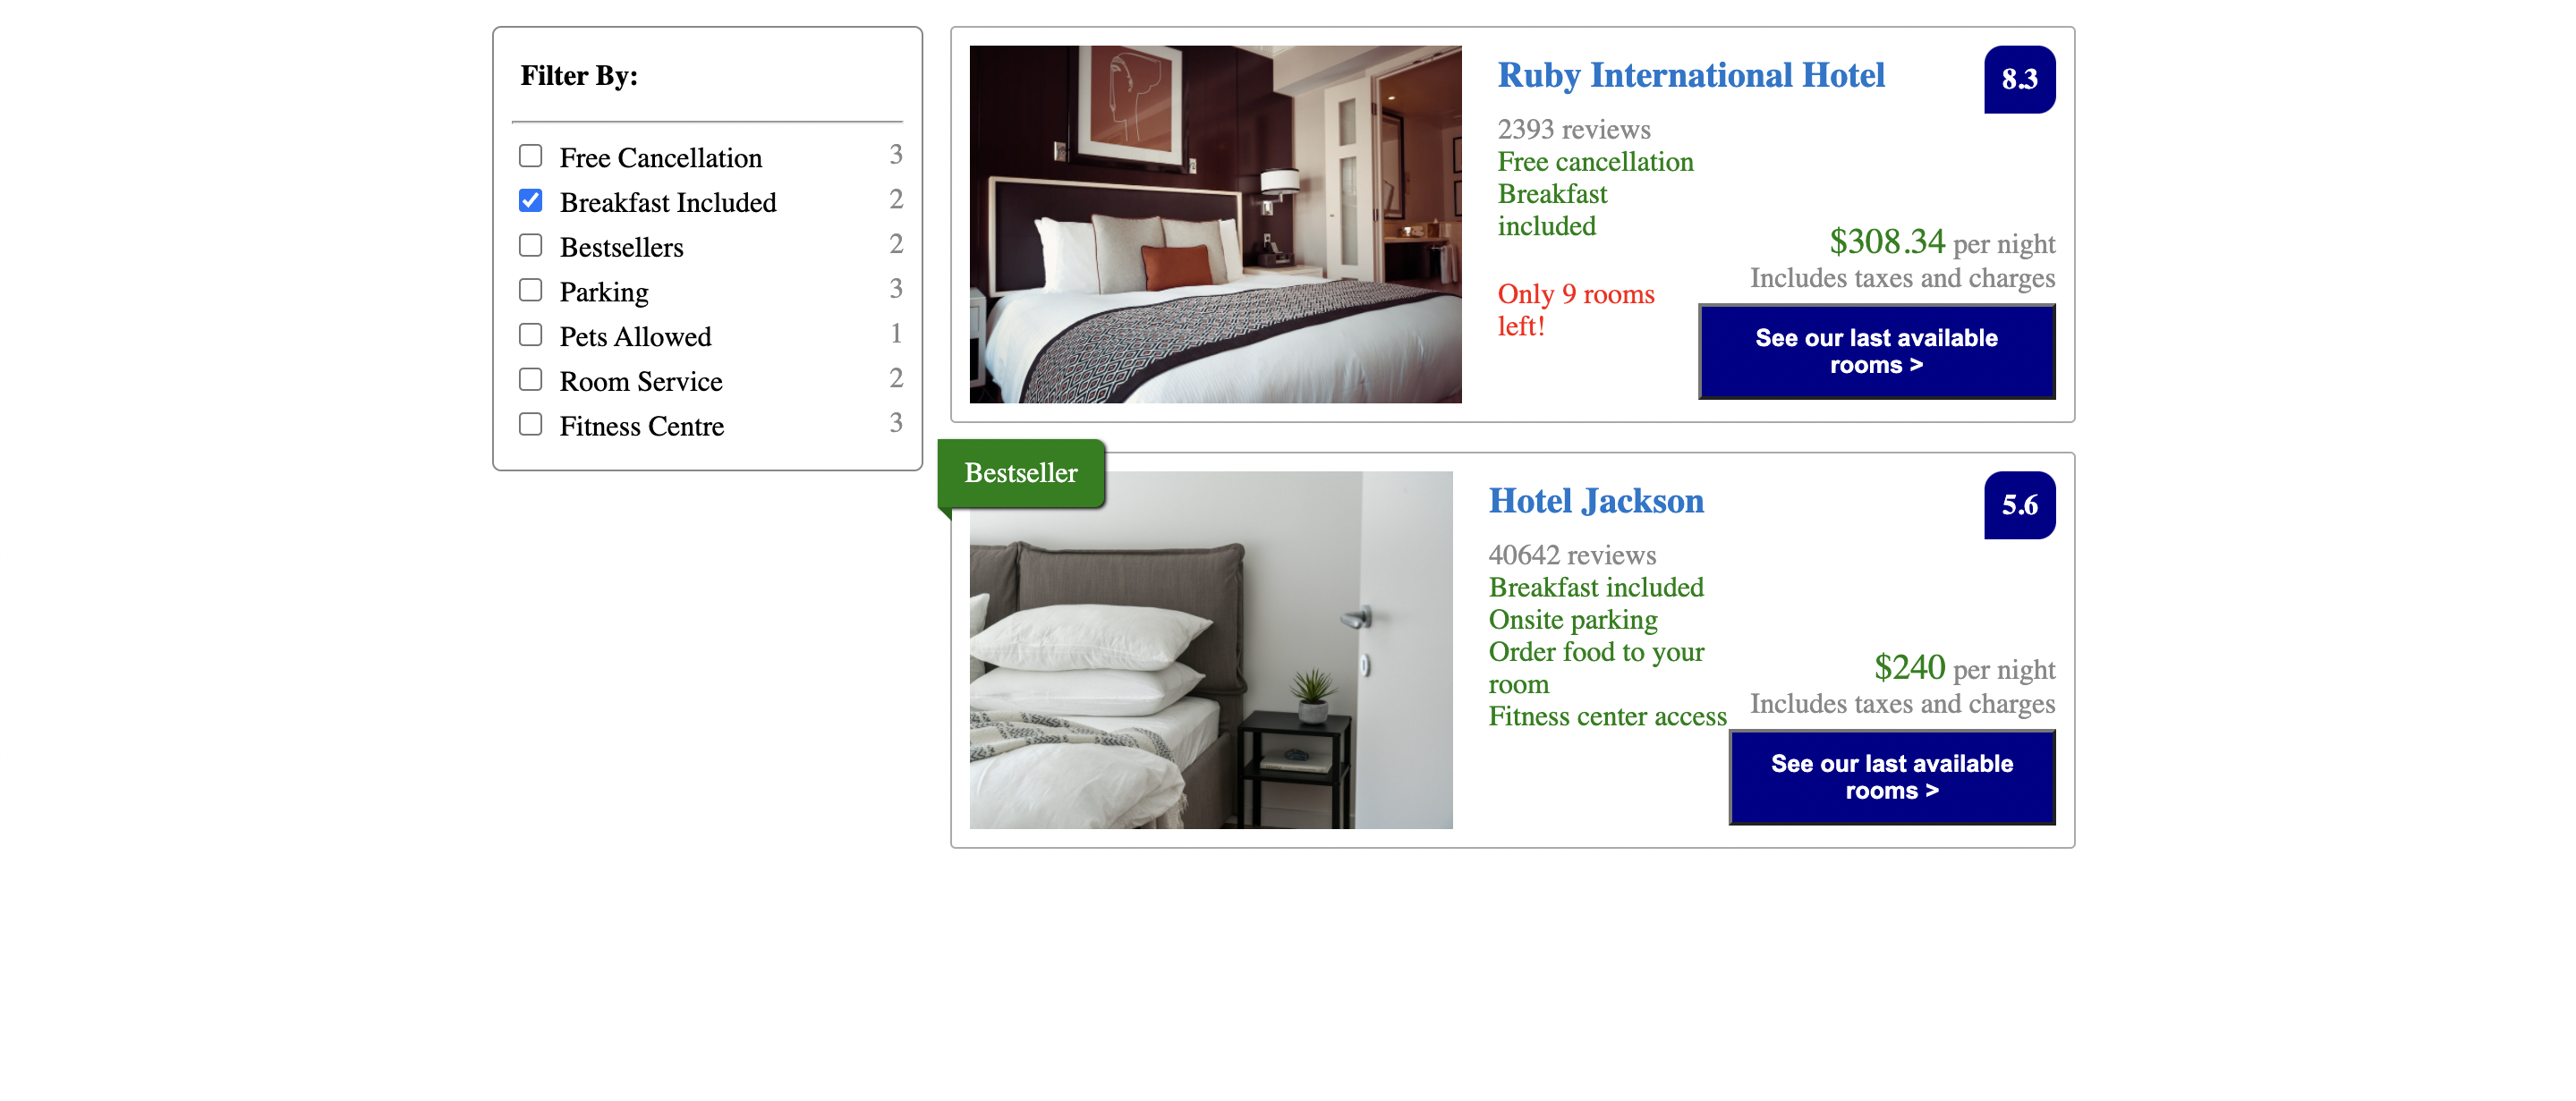 Filter By:
Free Cancellation 3
Breakfast Included 2
Bestsellers 2
Parking 3
Pets Allowed 1
Room Service 2
Fitness Centre 3
Ruby International Hotel
8.3
2393 reviews
Free cancellation
Breakfast
included
Only 9 rooms
left!
$308.34 per night
Includes taxes and charges
See our last available
rooms >
Bestseller
Hotel Jackson
5.6
40642 reviews
Breakfast included
Onsite parking
Order food to your
room
Fitness center access
$240 per night
Includes taxes and charges
See our last available
rooms >